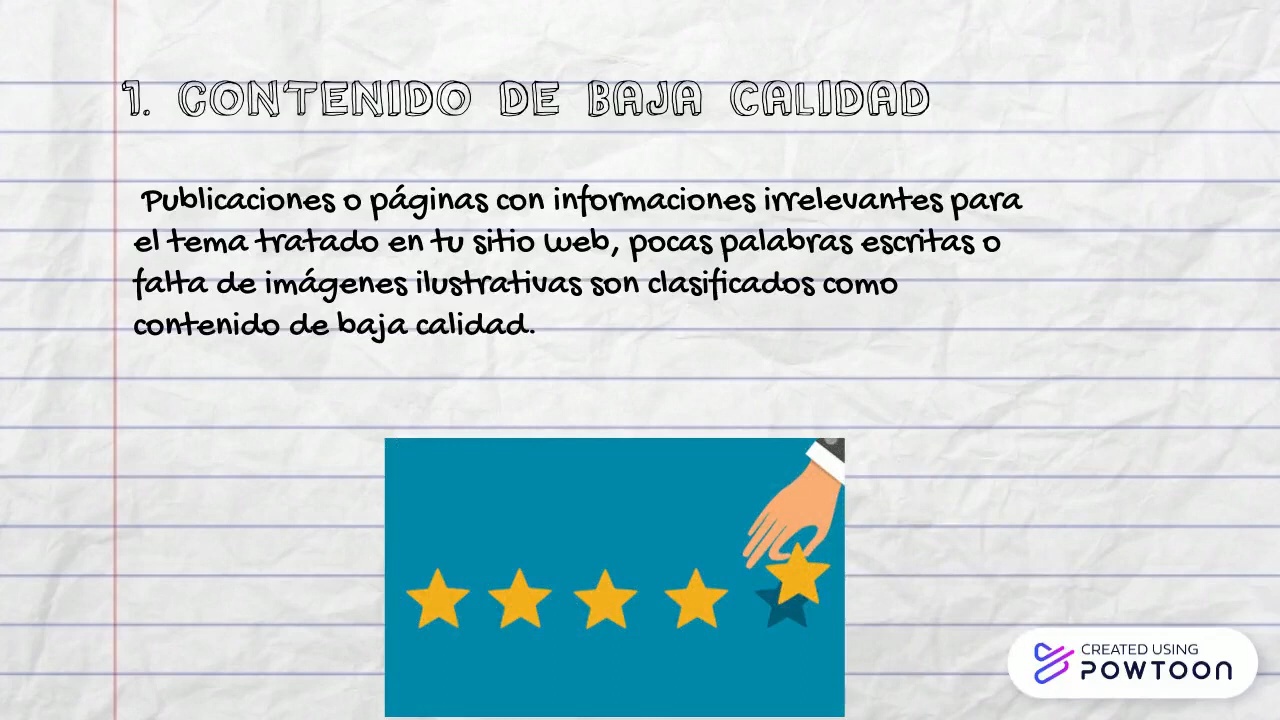 1. CONTENIDO DE BAJA CALIDAD
Publicaciones o páginas con informaciones irrelevantes para
el tema tratado en tu sitio web, pocas palabras escritas o
falta de imágenes ilustrativas son clasificados como
contenido de baja calidad.
CREATED USING
POWTOON